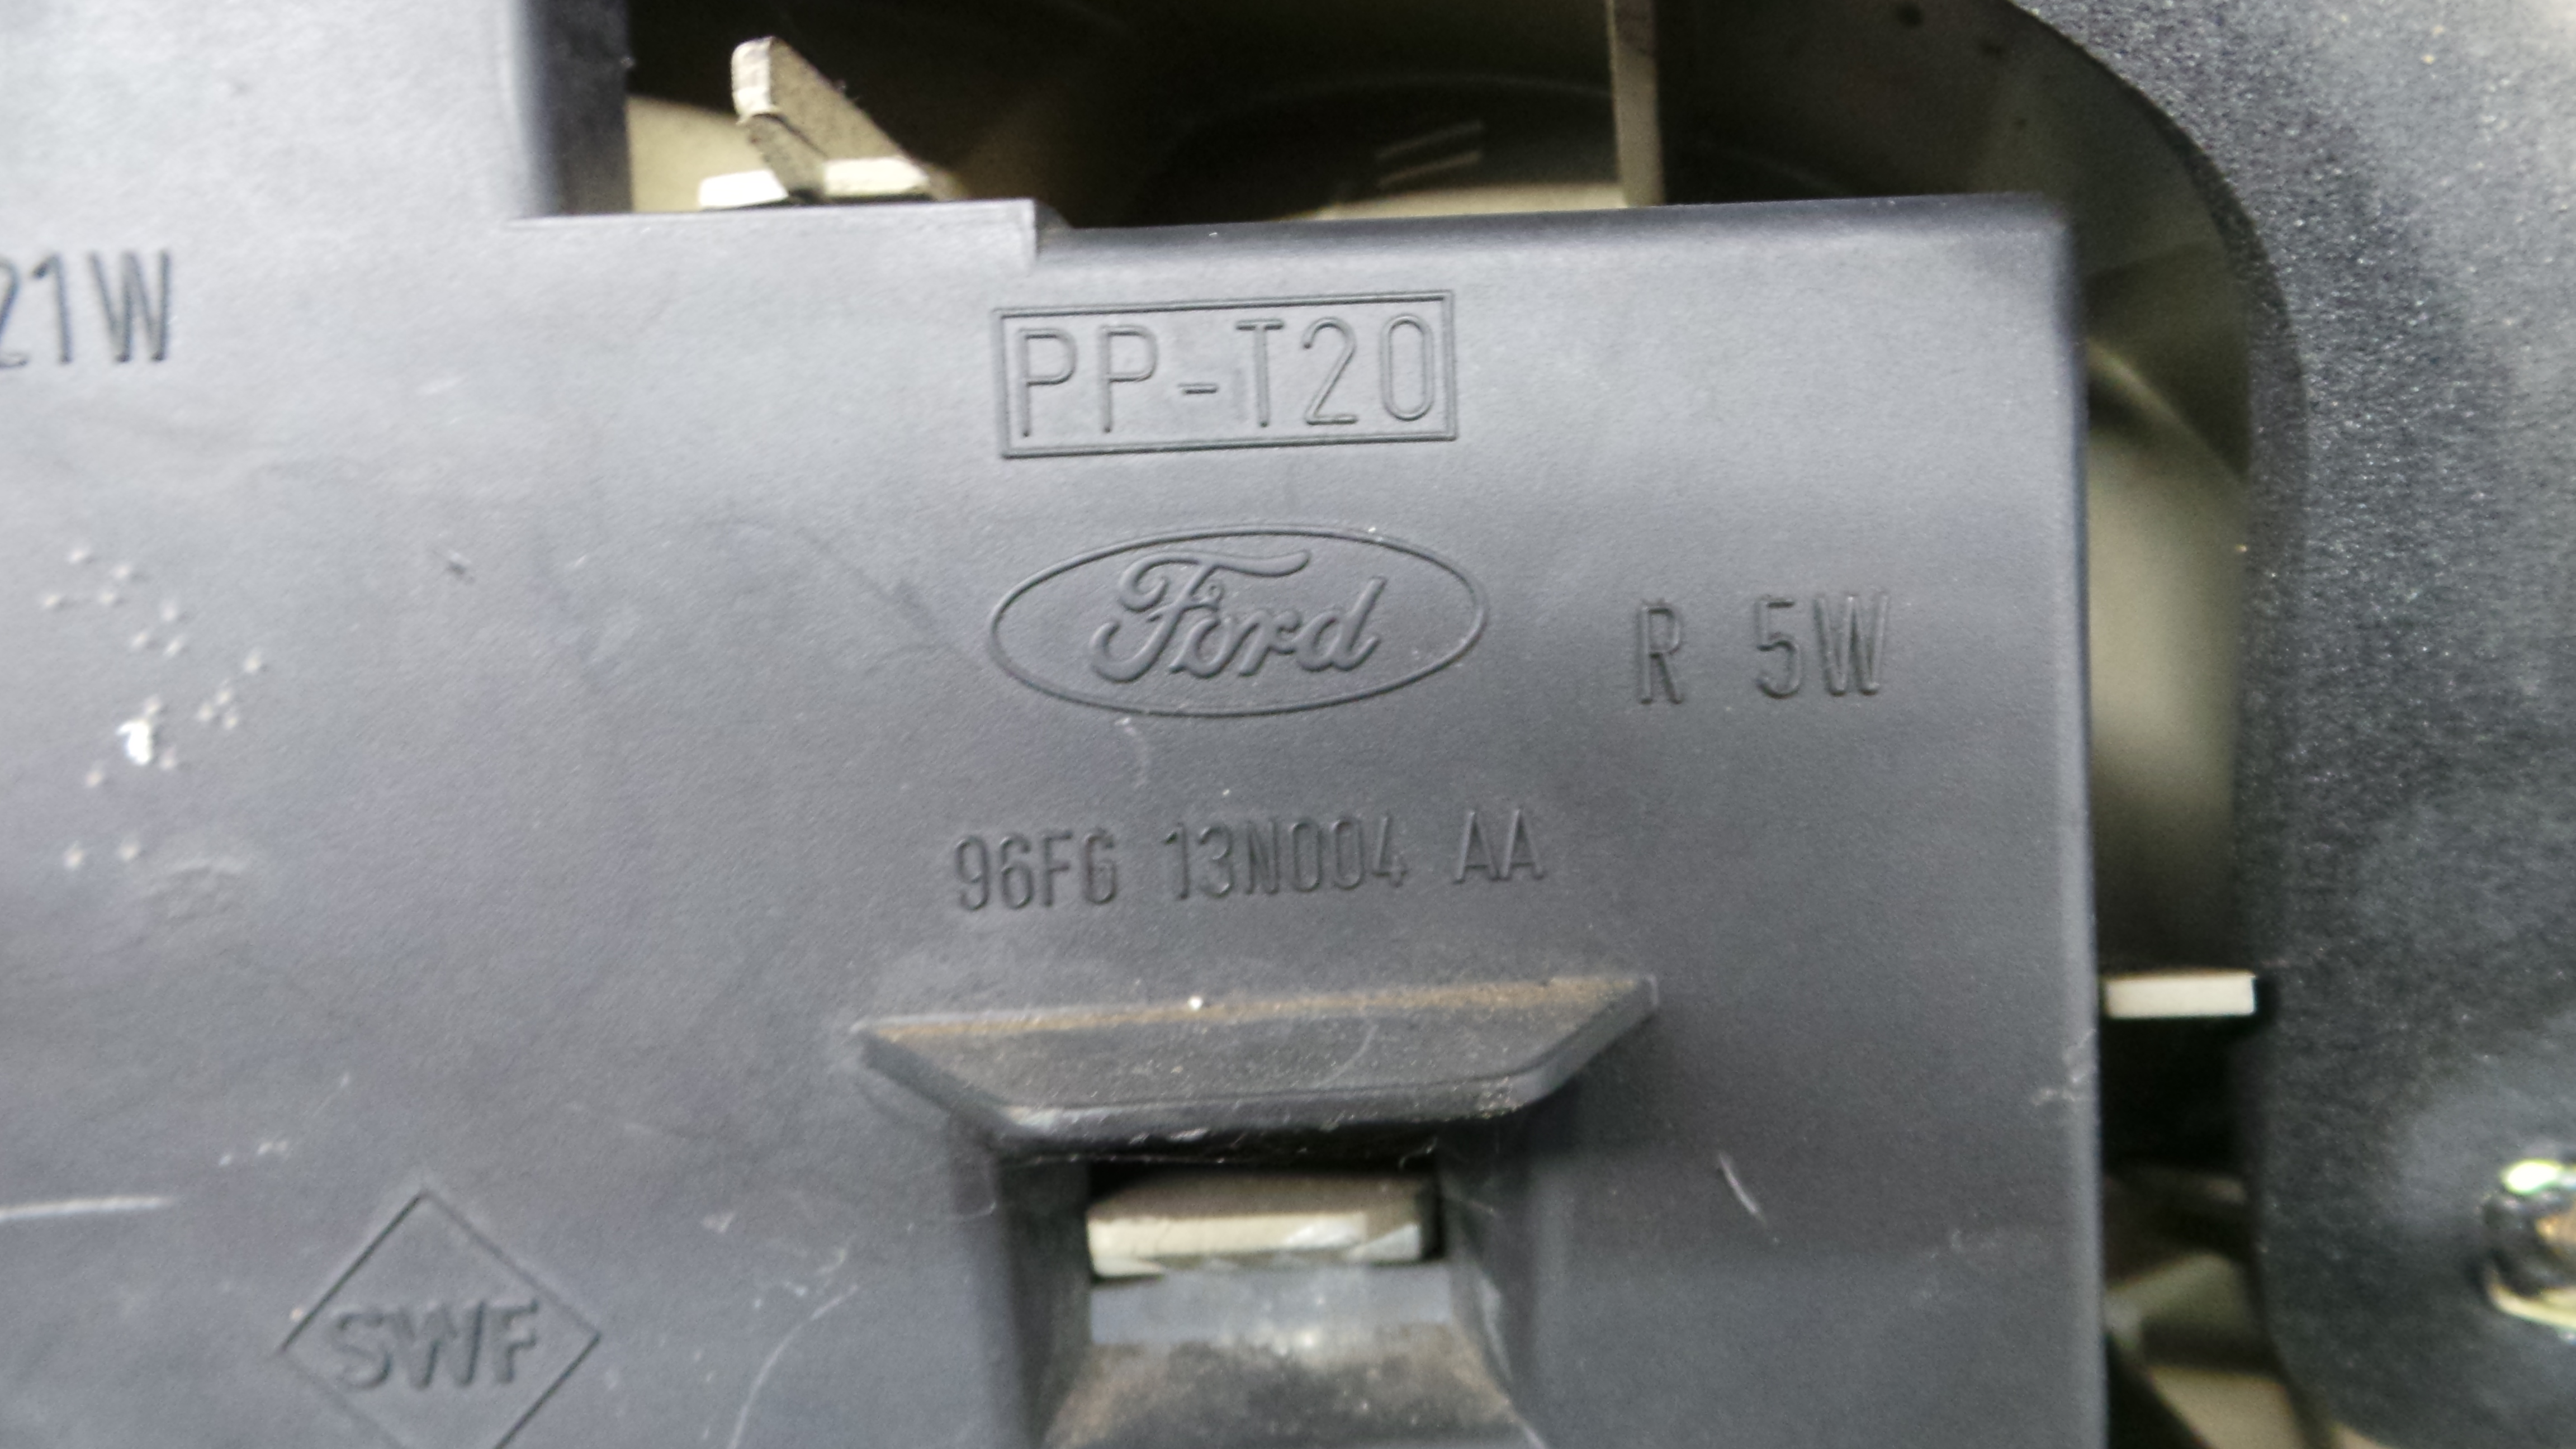 21W
PP-T20
Ford
R 5W
96FG 13N004 AA
SWF